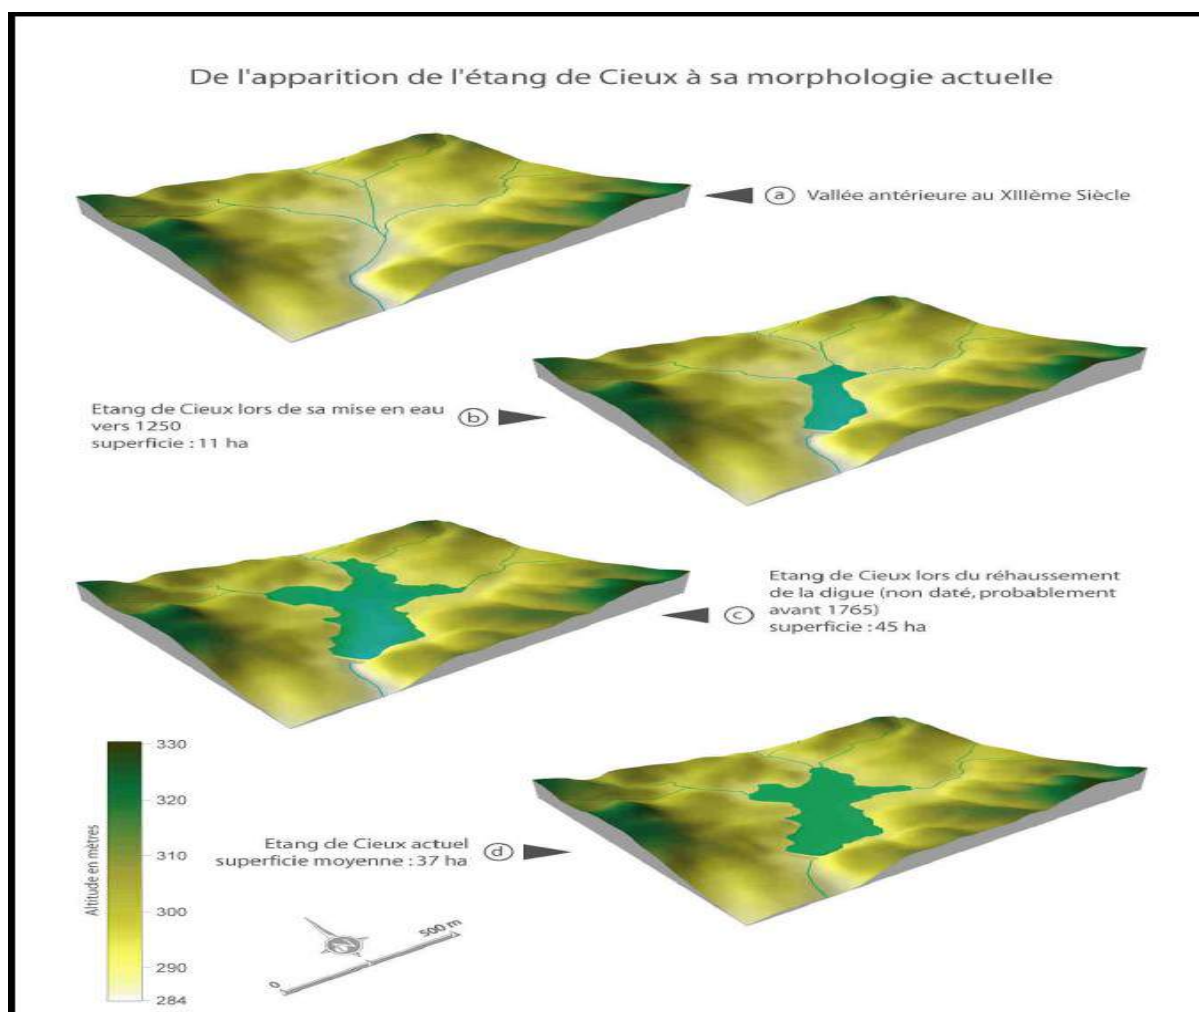 De l'apparition de l'étang de Cieux à sa morphologie actuelle
a Vallée antérieure au XIIIème Siècle
Etang de Cieux lors de sa mise en eau
vers 1250
superficie : 11 ha
b
Etang de Cieux lors du réhaussement
de la digue (non daté, probablement
avant 1765)
superficie : 45 ha
c
Etang de Cieux actuel
superficie moyenne : 37 ha
d
Altitude en mètres
330
320
310
300
290
284
N
0
500 m